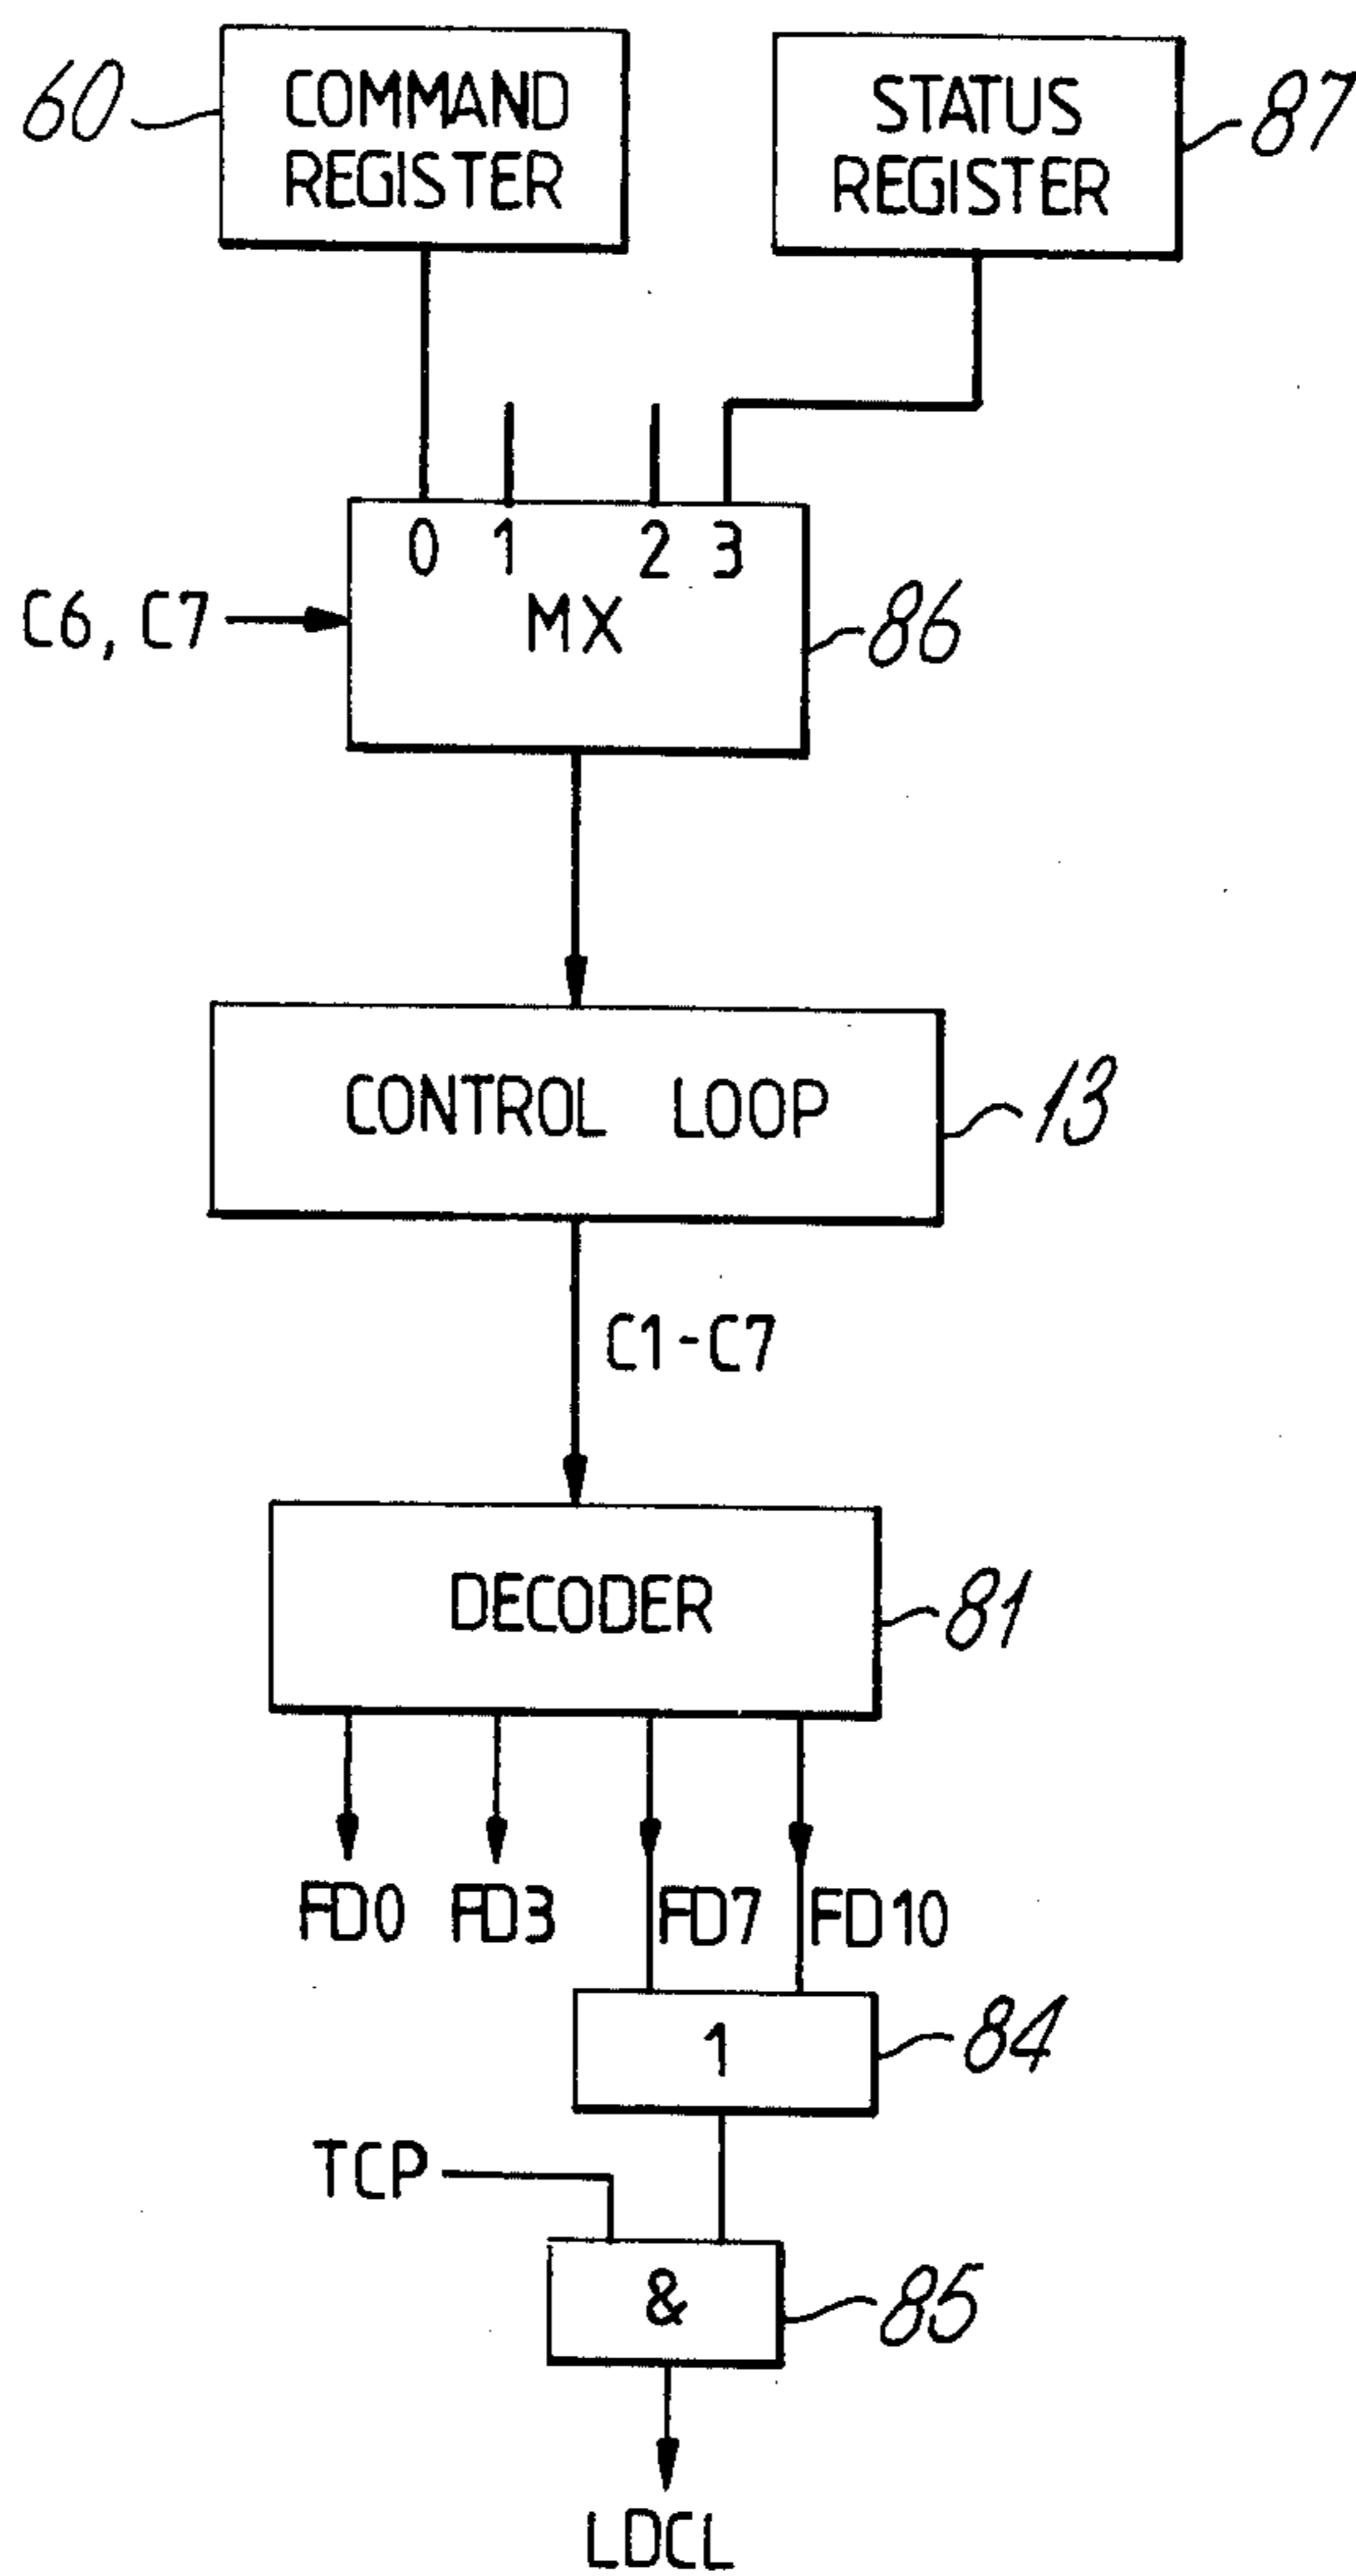 60
COMMAND
REGISTER
STATUS
REGISTER
87
0 1 2 3
C6, C7
MX
86
CONTROL LOOP
13
C1-C7
DECODER
81
FD0 FD3 FD7 FD10
1
84
TCP
&
85
LDCL